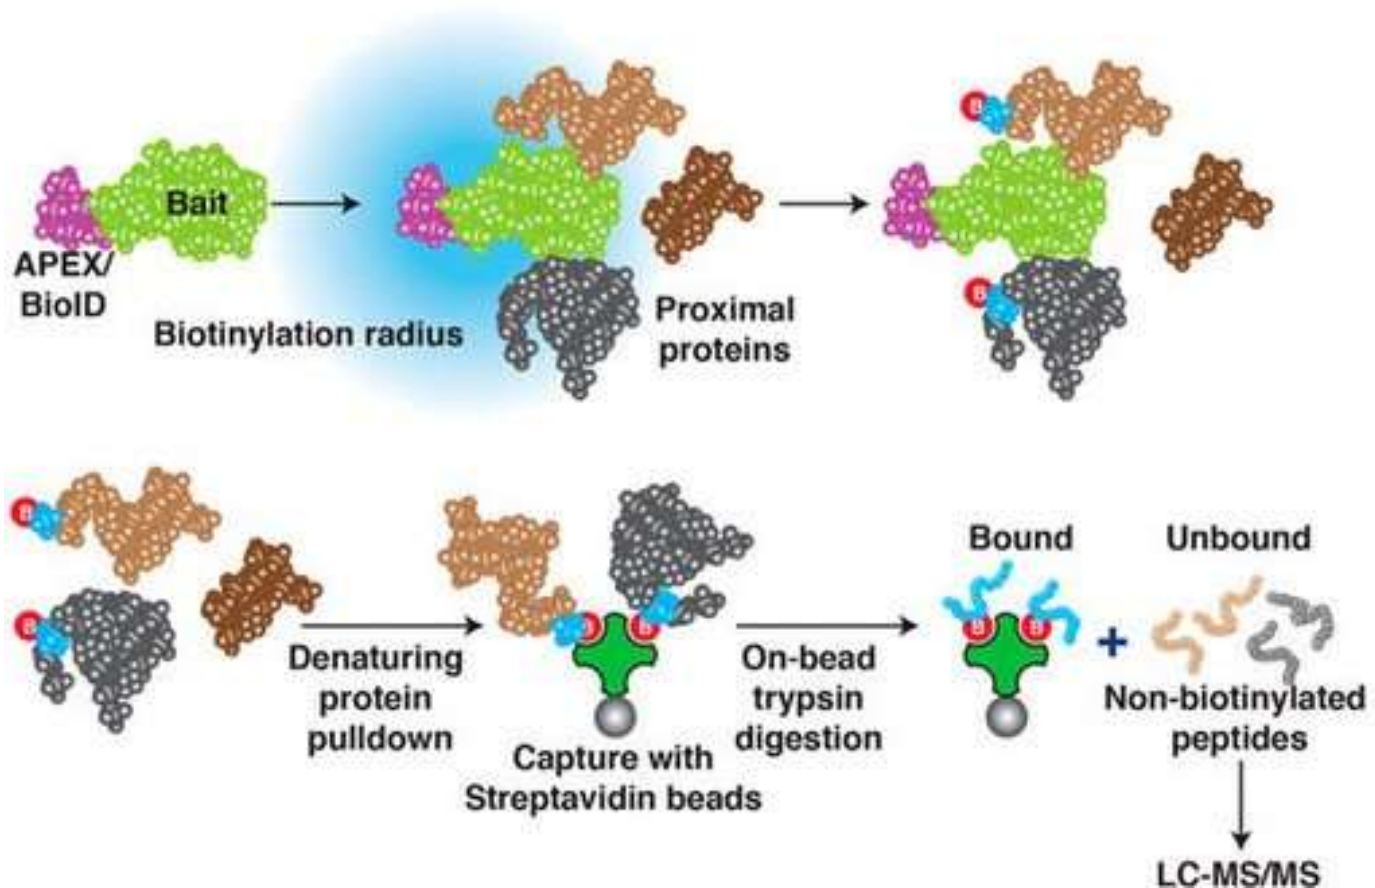 Bait
APEX/
BioID
Biotinylation radius
Proximal
proteins
B
B
B
B
Denaturing
protein
pulldown
B
B
Capture with
Streptavidin beads
On-bead
trypsin
digestion
Bound
B
B
+
Unbound
Non-biotinylated
peptides
LC-MS/MS